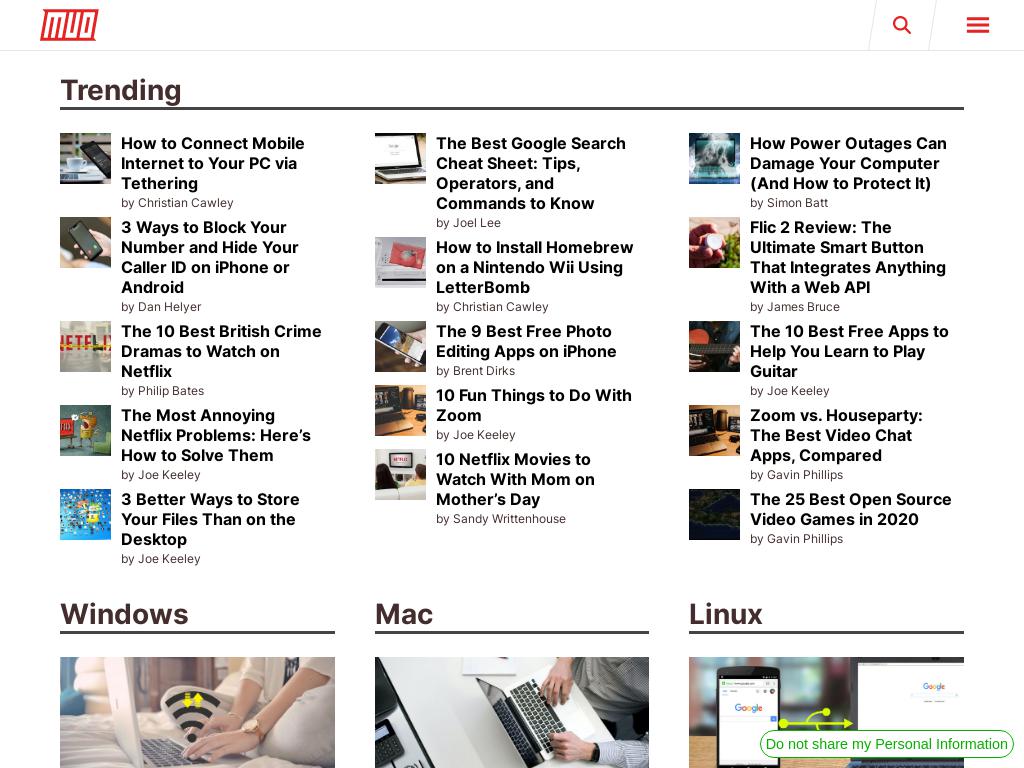 MUO
Trending
How to Connect Mobile
Internet to Your PC via
Tethering
by Christian Cawley
3 Ways to Block Your
Number and Hide Your
Caller ID on iPhone or
Android
by Dan Helyer
The 10 Best British Crime
Dramas to Watch on
Netflix
by Philip Bates
The Most Annoying
Netflix Problems: Here’s
How to Solve Them
by Joe Keeley
3 Better Ways to Store
Your Files Than on the
Desktop
by Joe Keeley
The Best Google Search
Cheat Sheet: Tips,
Operators, and
Commands to Know
by Joel Lee
How to Install Homebrew
on a Nintendo Wii Using
LetterBomb
by Christian Cawley
The 9 Best Free Photo
Editing Apps on iPhone
by Brent Dirks
10 Fun Things to Do With
Zoom
by Joe Keeley
10 Netflix Movies to
Watch With Mom on
Mother’s Day
by Sandy Writtenhouse
How Power Outages Can
Damage Your Computer
(And How to Protect It)
by Simon Batt
Flic 2 Review: The
Ultimate Smart Button
That Integrates Anything
With a Web API
by James Bruce
The 10 Best Free Apps to
Help You Learn to Play
Guitar
by Joe Keeley
Zoom vs. Houseparty:
The Best Video Chat
Apps, Compared
by Gavin Phillips
The 25 Best Open Source
Video Games in 2020
by Gavin Phillips
Windows
Mac
Linux
Google
Google
Do not share my Personal Information